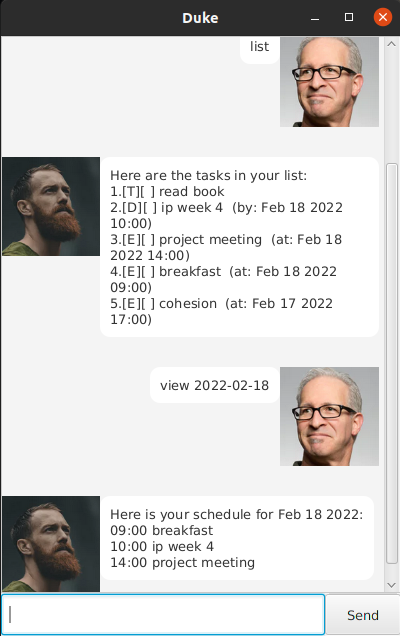 Duke
list
Here are the tasks in your list:
1.[T][ ] read book
2.[D][ ] ip week 4  (by: Feb 18 2022
10:00)
3.[E][ ] project meeting  (at: Feb 18
2022 14:00)
4.[E][ ] breakfast  (at: Feb 18 2022
09:00)
5.[E][ ] cohesion  (at: Feb 17 2022
17:00)
view 2022-02-18
Here is your schedule for Feb 18 2022:
09:00 breakfast
10:00 ip week 4
14:00 project meeting
Send